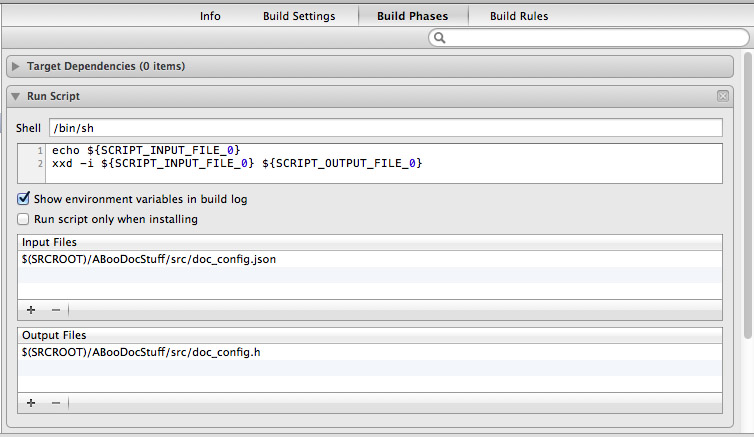 Info Build Settings Build Phases Build Rules
Target Dependencies (0 items)
Run Script
Shell /bin/sh
1 echo ${SCRIPT_INPUT_FILE_0}
2 xxd -i ${SCRIPT_INPUT_FILE_0} ${SCRIPT_OUTPUT_FILE_0}
Show environment variables in build log
Run script only when installing
Input Files
$(SRCROOT)/ABooDocStuff/src/doc_config.json
+ −
Output Files
$(SRCROOT)/ABooDocStuff/src/doc_config.h
+ −